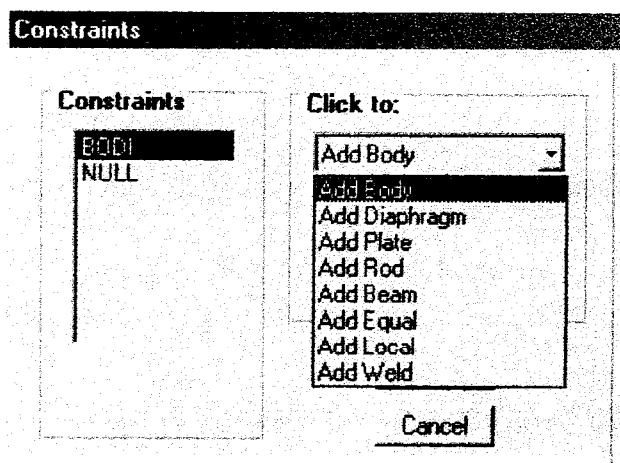 Constraints
Constraints
BODI
NULL
Click to:
Add Body
Add Body
Add Diaphragm
Add Plate
Add Rod
Add Beam
Add Equal
Add Local
Add Weld
Cancel